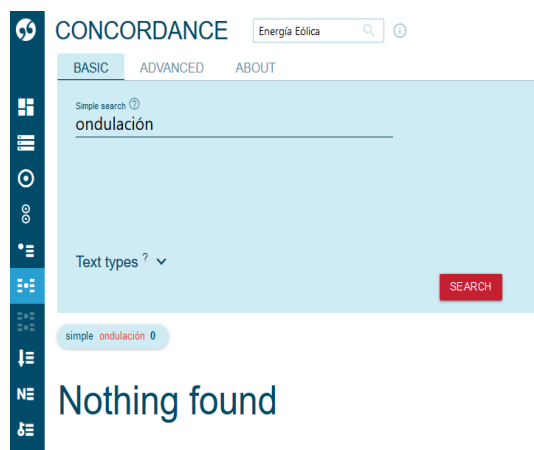 CONCORDANCE
Energía Eólica
BASIC ADVANCED ABOUT
Simple search ?
ondulación
Text types ?
SEARCH
simple ondulación 0
Nothing found
N